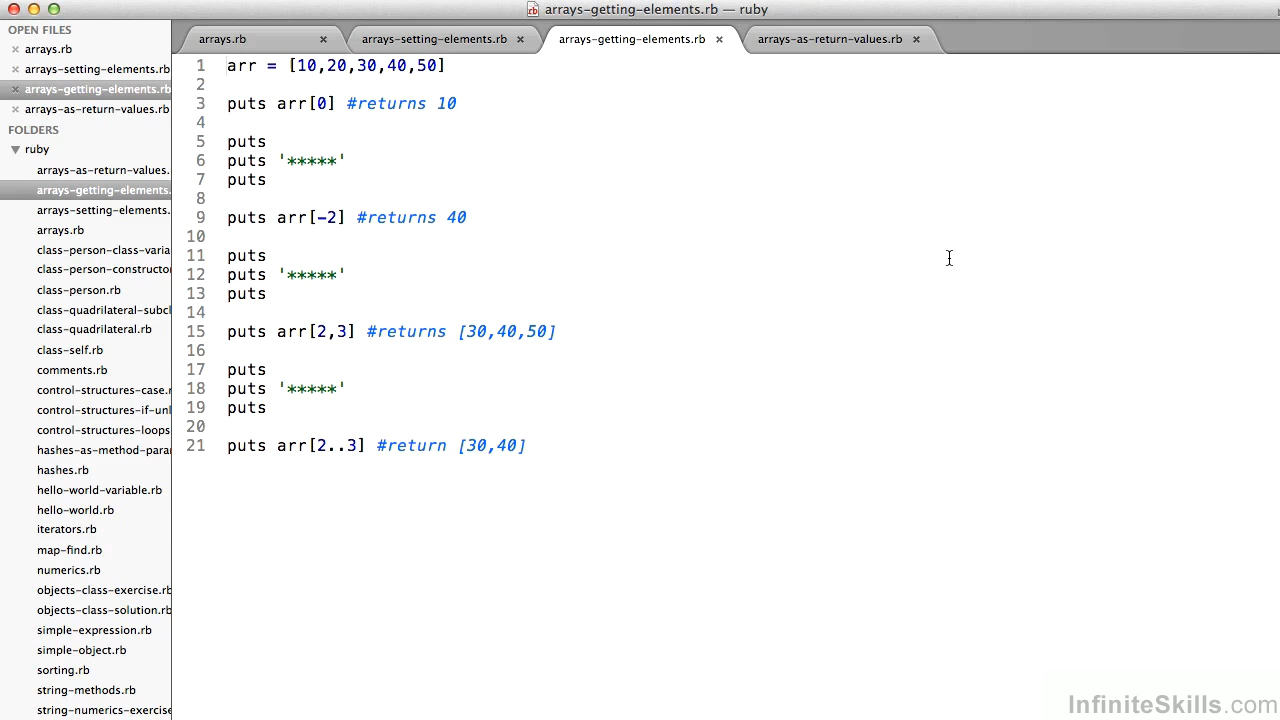 arrays-getting-elements.rb — ruby
OPEN FILES
arrays.rb
arrays-setting-elements.rb
arrays-getting-elements.rb
arrays-as-return-values.rb
FOLDERS
ruby
arrays-as-return-values.
arrays-getting-elements.
arrays-setting-elements.
arrays.rb
class-person-class-varia
class-person-constructo
class-person.rb
class-quadrilateral-subcl
class-quadrilateral.rb
class-self.rb
comments.rb
control-structures-case.r
control-structures-if-unl
control-structures-loops
hashes-as-method-para
hashes.rb
hello-world-variable.rb
hello-world.rb
iterators.rb
map-find.rb
numerics.rb
objects-class-exercise.rb
objects-class-solution.rb
simple-expression.rb
simple-object.rb
sorting.rb
string-methods.rb
string-numerics-exercise
arrays.rb × arrays-setting-elements.rb × arrays-getting-elements.rb × arrays-as-return-values.rb ×
1 arr = [10,20,30,40,50]
2
3 puts arr[0] #returns 10
4
5 puts
6 puts '*****'
7 puts
8
9 puts arr[-2] #returns 40
10
11 puts
12 puts '*****'
13 puts
14
15 puts arr[2,3] #returns [30,40,50]
16
17 puts
18 puts '*****'
19 puts
20
21 puts arr[2..3] #return [30,40]
InfiniteSkills.com